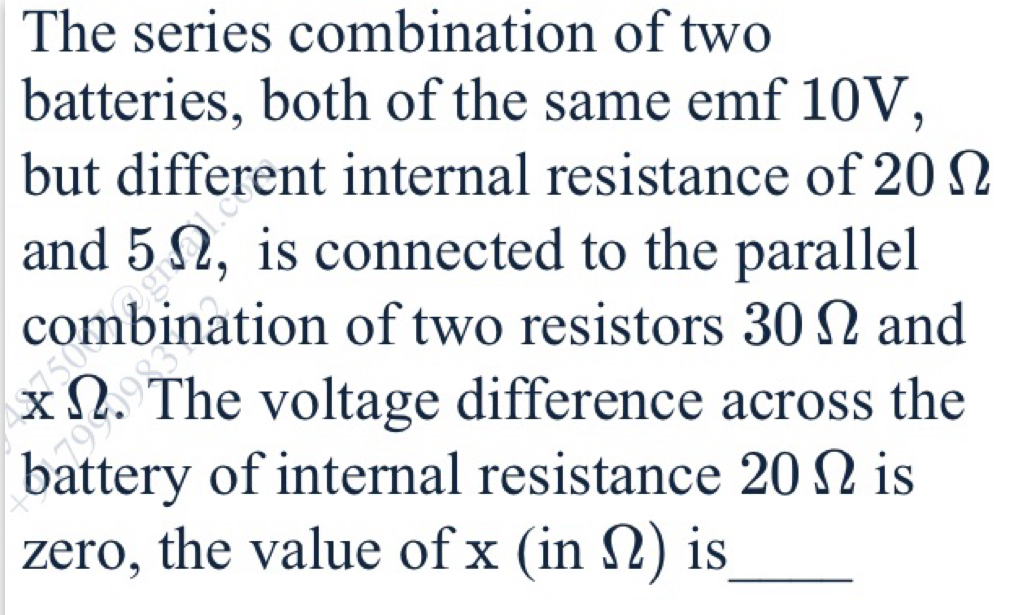 The series combination of two
batteries, both of the same emf 10V,
but different internal resistance of 20 Ω
and 5 Ω, is connected to the parallel
combination of two resistors 30 Ω and
x Ω. The voltage difference across the
battery of internal resistance 20 Ω is
zero, the value of x (in Ω) is____